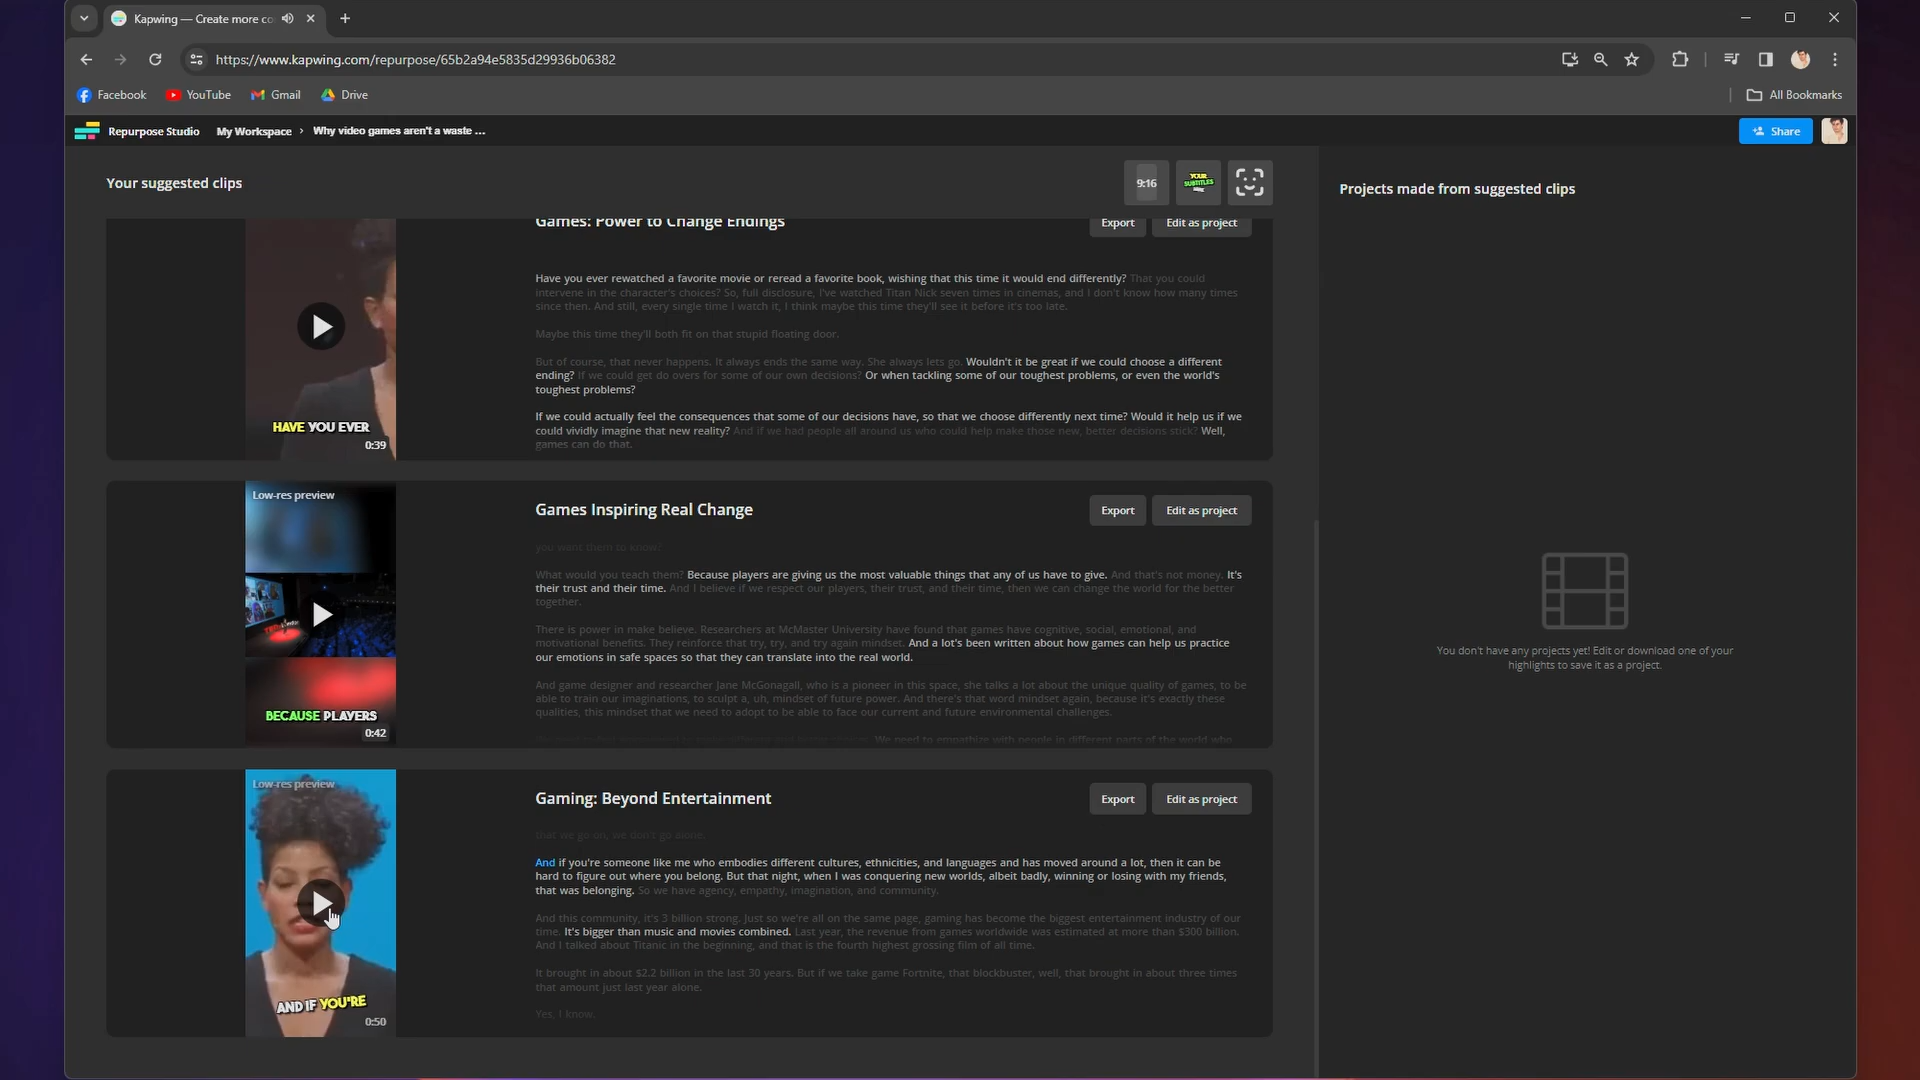 Kapwing — Create more co
https://www.kapwing.com/repurpose/65b2a94e5835d29936b06382
Facebook
YouTube
Gmail
Drive
All Bookmarks
Repurpose Studio
My Workspace
›
Why video games aren't a waste ...
Share
Your suggested clips
9:16
YOUR
SUBTITLES
Projects made from suggested clips
Games: Power to Change Endings
Export
Edit as project
Have you ever rewatched a favorite movie or reread a favorite book, wishing that this time it would end differently? That you could
intervene in the character's choices? So, full disclosure, I've watched Titan Nick seven times in cinemas, and I don't know how many times
since then. And still, every single time I watch it, I think maybe this time they'll see it before it's too late.
Maybe this time they'll both fit on that stupid floating door.
But of course, that never happens. It always ends the same way. She always lets go. Wouldn't it be great if we could choose a different
ending? If we could get do overs for some of our own decisions? Or when tackling some of our toughest problems, or even the world's
toughest problems?
If we could actually feel the consequences that some of our decisions have, so that we choose differently next time? Would it help us if we
could vividly imagine that new reality? And if we had people all around us who could help make those new, better decisions stick? Well,
games can do that.
HAVE YOU EVER
0:39
Low-res preview
Games Inspiring Real Change
Export
Edit as project
you want them to know?
What would you teach them? Because players are giving us the most valuable things that any of us have to give. And that's not money. It's
their trust and their time. And I believe if we respect our players, their trust, and their time, then we can change the world for the better
together.
There is power in make believe. Researchers at McMaster University have found that games have cognitive, social, emotional, and
motivational benefits. They reinforce that try, try, and try again mindset. And a lot's been written about how games can help us practice
our emotions in safe spaces so that they can translate into the real world.
And game designer and researcher Jane McGonagall, who is a pioneer in this space, she talks a lot about the unique quality of games, to be
able to train our imaginations, to sculpt a, uh, mindset of future power. And there's that word mindset again, because it's exactly these
qualities, this mindset that we need to adopt to be able to face our current and future environmental challenges.
We need to empathize with people in different parts of the world who
BECAUSE PLAYERS
0:42
Low-res preview
Gaming: Beyond Entertainment
Export
Edit as project
that we go on, we don't go alone.
And if you're someone like me who embodies different cultures, ethnicities, and languages and has moved around a lot, then it can be
hard to figure out where you belong. But that night, when I was conquering new worlds, albeit badly, winning or losing with my friends,
that was belonging. So we have agency, empathy, imagination, and community.
And this community, it's 3 billion strong. Just so we're all on the same page, gaming has become the biggest entertainment industry of our
time. It's bigger than music and movies combined. Last year, the revenue from games worldwide was estimated at more than $300 billion.
And I talked about Titanic in the beginning, and that is the fourth highest grossing film of all time.
It brought in about $2.2 billion in the last 30 years. But if we take game Fortnite, that blockbuster, well, that brought in about three times
that amount just last year alone.
Yes, I know.
AND IF YOU'RE
0:50
You don't have any projects yet! Edit or download one of your
highlights to save it as a project.